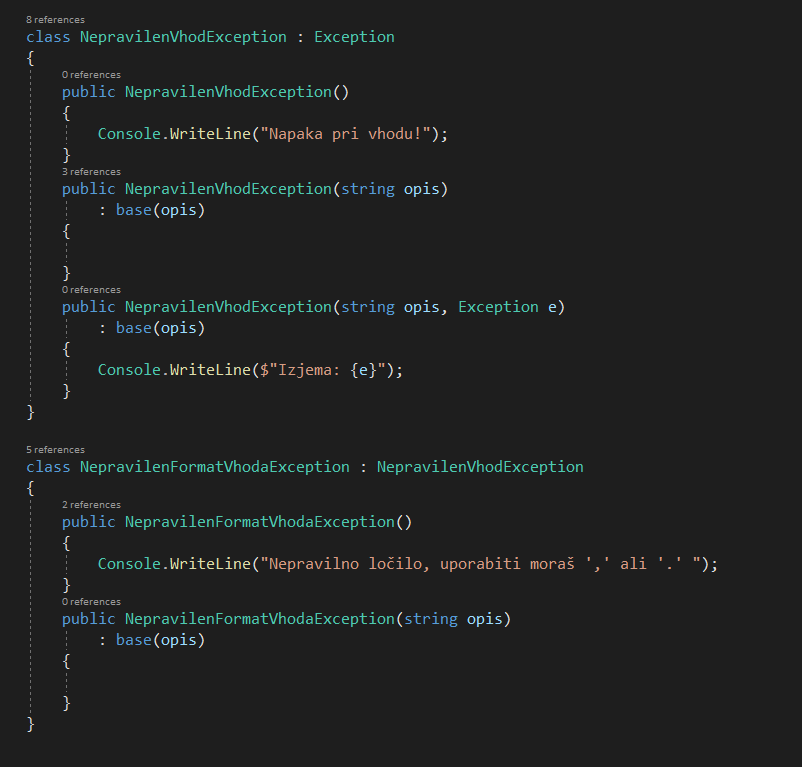 8 references
class NepravilenVhodException : Exception
{
0 references
public NepravilenVhodException()
{
Console.WriteLine("Napaka pri vhodu!");
}
3 references
public NepravilenVhodException(string opis)
: base(opis)
{
}
0 references
public NepravilenVhodException(string opis, Exception e)
: base(opis)
{
Console.WriteLine($"Izjema: {e}");
}
}
5 references
class NepravilenFormatVhodaException : NepravilenVhodException
{
2 references
public NepravilenFormatVhodaException()
{
Console.WriteLine("Nepravilno ločilo, uporabiti moraš ',' ali '.' ");
}
0 references
public NepravilenFormatVhodaException(string opis)
: base(opis)
{
}
}